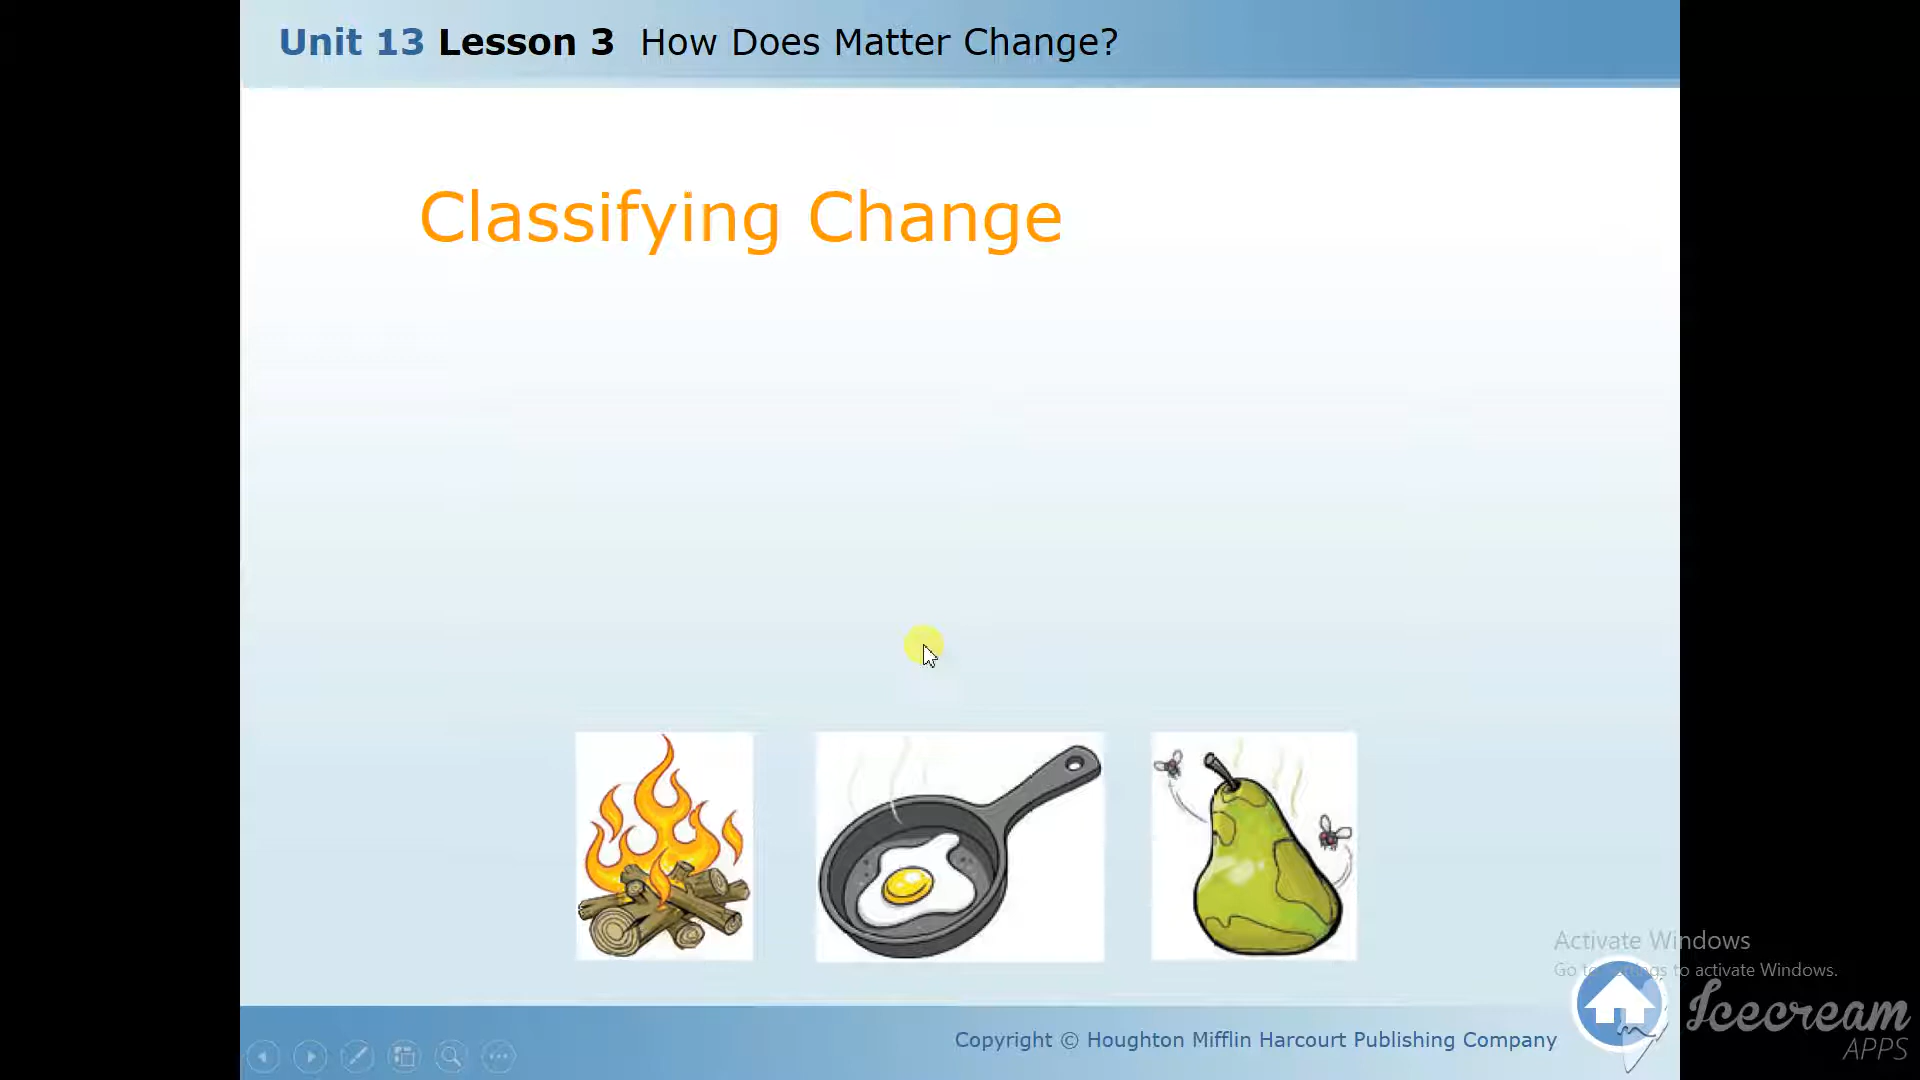 Unit 13 Lesson 3 How Does Matter Change?
Classifying Change
Activate Windows
Go to Settings to activate Windows.
Copyright © Houghton Mifflin Harcourt Publishing Company
Icecream
APPS